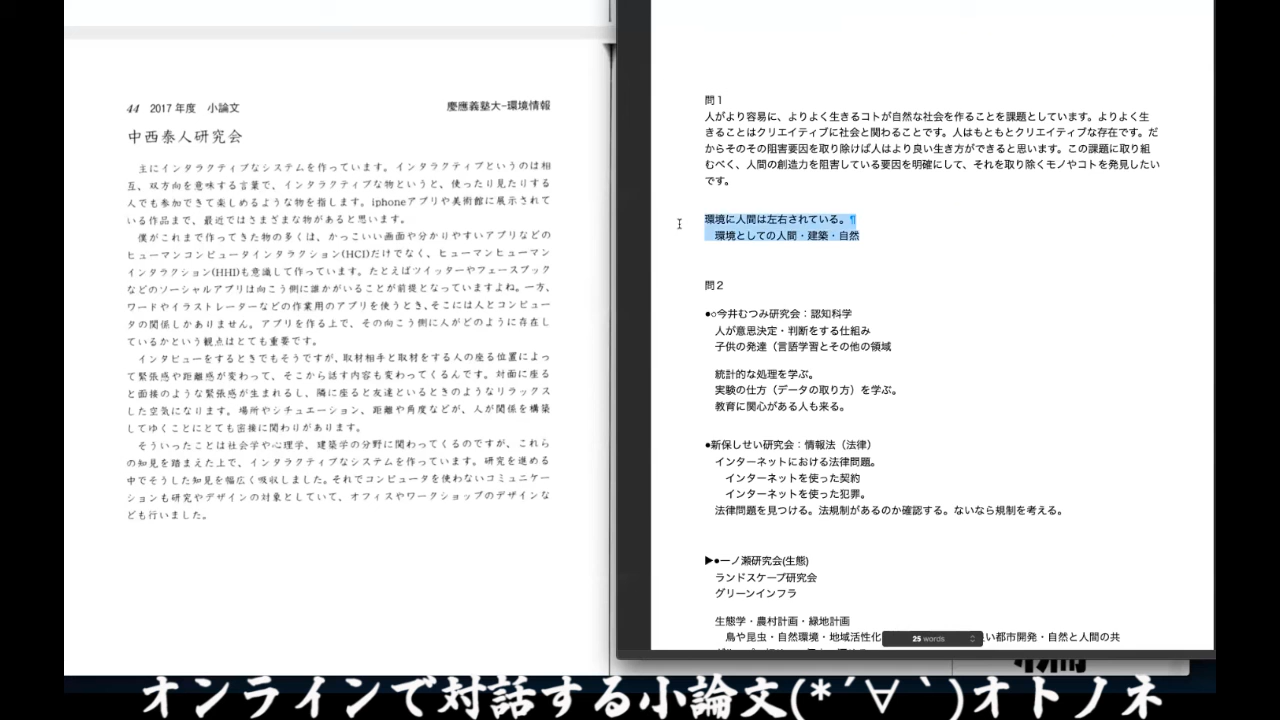 44 2017年度 小論文
慶應義塾大-環境情報
中西泰人研究会
主にインタラクティブなシステムを作っています。インタラクティブというのは相
互、双方向を意味する言葉で、インタラクティブな物というと、使ったり見たりする
人でも参加できて楽しめるような物を指します。iphoneアプリや美術館に展示されて
いる作品まで、最近ではさまざまな物があると思います。
僕がこれまで作ってきた物の多くは、かっこいい画面や分かりやすいアプリなどの
ヒューマンコンピュータインタラクション(HCI)だけでなく、ヒューマンヒューマン
インタラクション(HHI)も意識して作っています。たとえばツイッターやフェースブック
などのソーシャルアプリは向こう側に誰かがいることが前提となっていますよね。一方、
ワードやイラストレーターなどの作業用のアプリを使うとき、そこには人とコンピュー
タの関係しかありません。アプリを作る上で、その向こう側に人がどのように存在し
ているかという観点はとても重要です。
インタビューをするときでもそうですが、取材相手と取材をする人の座る位置によっ
て緊張感や距離感が変わって、そこから話す内容も変わってくるんです。対面に座る
と面接のような緊張感が生まれるし、隣に座ると友達といるときのようなリラックス
した空気になります。場所やシチュエーション、距離や角度などが、人が関係を構築
してゆくことにとても密接に関わりがあります。
そういったことは社会学や心理学、建築学の分野に関わってくるのですが、これら
の知見を踏まえた上で、インタラクティブなシステムを作っています。研究を進める
中でそうした知見を幅広く吸収しました。それでコンピュータを使わないコミュニケー
ションも研究やデザインの対象としていて、オフィスやワークショップのデザインな
ども行いました。
問1
人がより容易に、よりよく生きるコトが自然な社会を作ることを課題としています。よりよく生
きることはクリエイティブに社会と関わることです。人はもともとクリエイティブな存在です。だ
からそのその阻害要因を取り除けば人はより良い生き方ができると思います。この課題に取り組
むべく、人間の創造力を阻害している要因を明確にして、それを取り除くモノやコトを発見したい
です。
環境に人間は左右されている。¶
環境としての人間・建築・自然
問2
●○今井むつみ研究会：認知科学
人が意思決定・判断をする仕組み
子供の発達（言語学習とその他の領域
統計的な処理を学ぶ。
実験の仕方（データの取り方）を学ぶ。
教育に関心がある人も来る。
●新保しせい研究会：情報法（法律）
インターネットにおける法律問題。
インターネットを使った契約
インターネットを使った犯罪。
法律問題を見つける。法規制があるのか確認する。ないなら規制を考える。
▶●一ノ瀬研究会(生態)
ランドスケープ研究会
グリーンインフラ
生態学・農村計画・緑地計画
鳥や昆虫・自然環境・地域活性化 い都市開発・自然と人間の共
25 words
オンラインで対話する小論文(*´∀｀)オトノネ